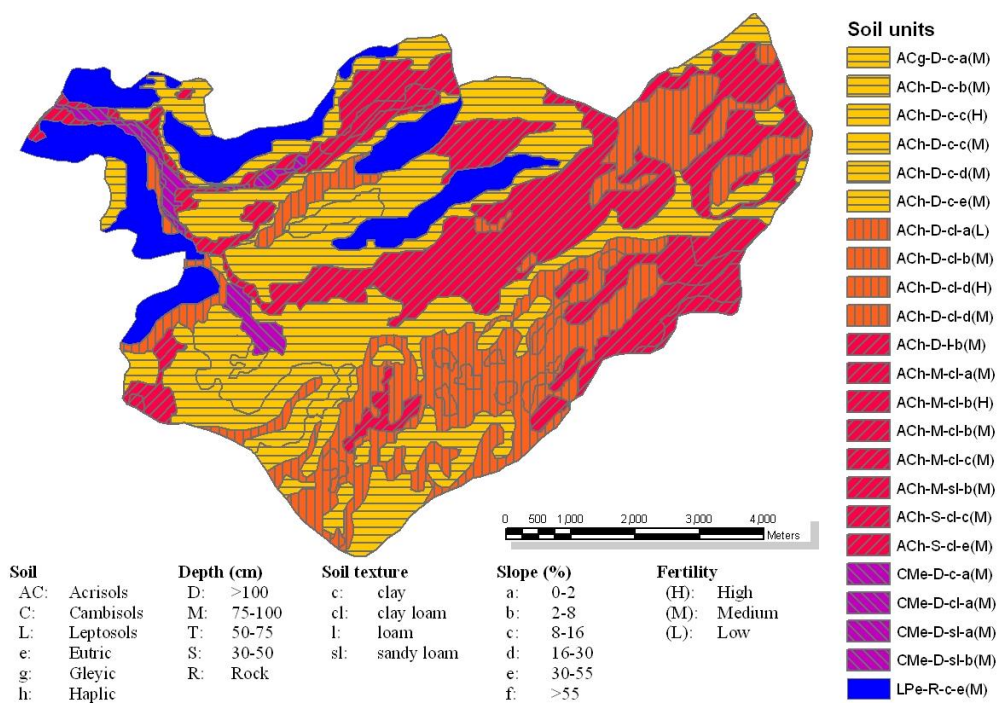 Soil units
ACg-D-c-a(M)
ACh-D-c-b(M)
ACh-D-c-c(H)
ACh-D-c-c(M)
ACh-D-c-d(M)
ACh-D-c-e(M)
ACh-D-cl-a(L)
ACh-D-cl-b(M)
ACh-D-cl-d(H)
ACh-D-cl-d(M)
ACh-D-l-b(M)
ACh-M-cl-a(M)
ACh-M-cl-b(H)
ACh-M-cl-b(M)
ACh-M-cl-c(M)
ACh-M-sl-b(M)
ACh-S-cl-c(M)
ACh-S-cl-e(M)
CMe-D-c-a(M)
CMe-D-cl-a(M)
CMe-D-sl-a(M)
CMe-D-sl-b(M)
LPe-R-c-e(M)
0 500 1,000 2,000 3,000 4,000
Meters
Soil Depth (cm) Soil texture Slope (%) Fertility
AC: Acrisols D: >100 c: clay a: 0-2 (H): High
C: Cambisols M: 75-100 cl: clay loam b: 2-8 (M): Medium
L: Leptosols T: 50-75 l: loam c: 8-16 (L): Low
e: Eutric S: 30-50 sl: sandy loam d: 16-30
g: Gleyic R: Rock e: 30-55
h: Haplic f: >55